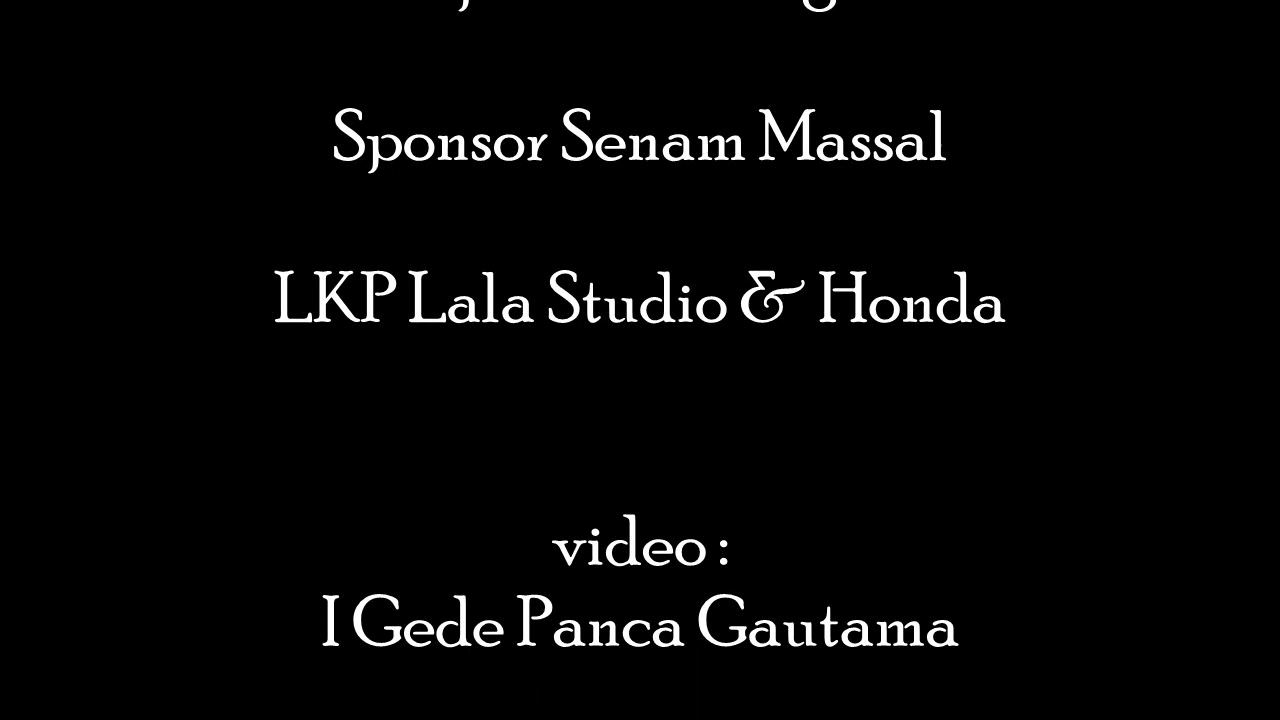 Sponsor Senam Massal
LKP Lala Studio & Honda
video :
I Gede Panca Gautama